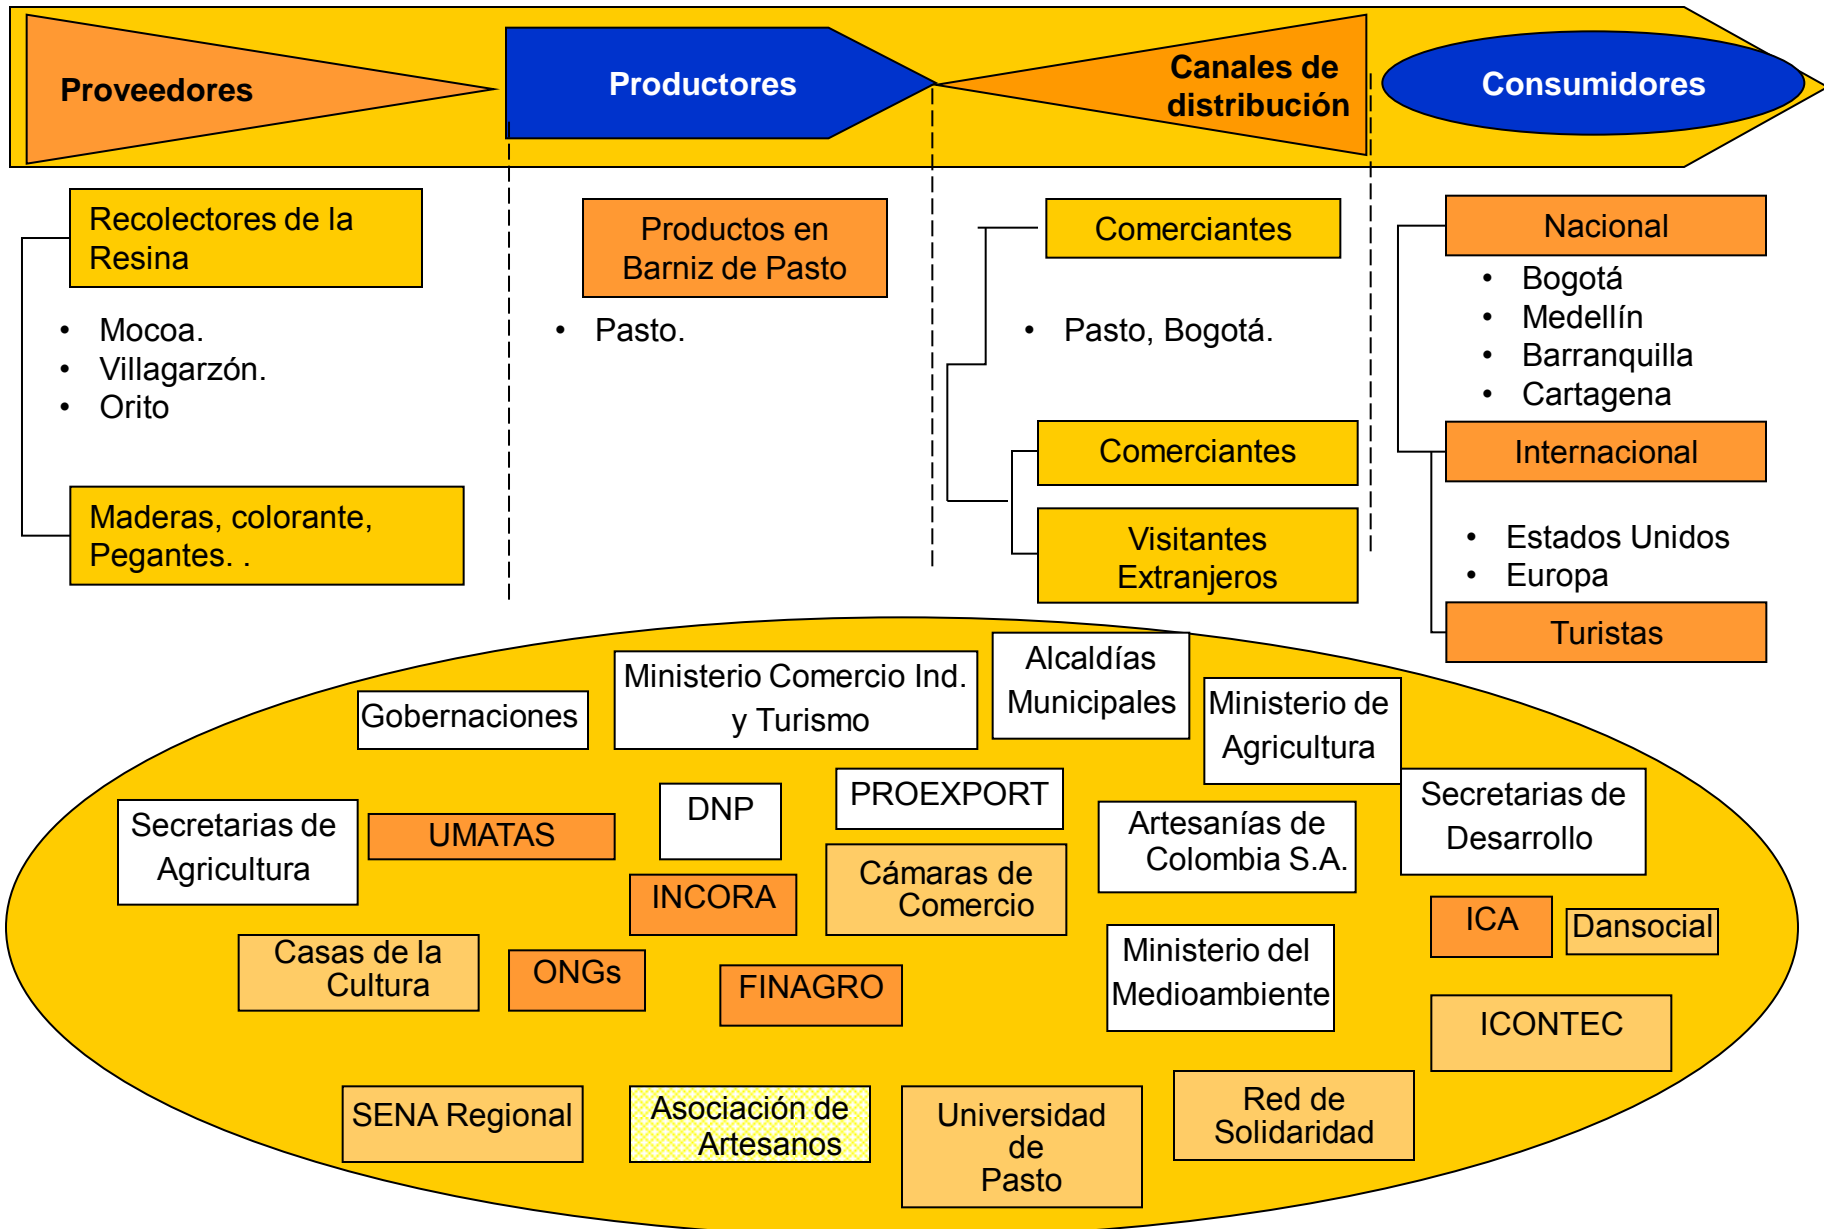 Proveedores
Productores
Canales de
distribución
Consumidores
Recolectores de la
Resina
• Mocoa.
• Villagarzón.
• Orito
Maderas, colorante,
Pegantes. .
Productos en
Barniz de Pasto
• Pasto.
Comerciantes
• Pasto, Bogotá.
Comerciantes
Visitantes
Extranjeros
Nacional
• Bogotá
• Medellín
• Barranquilla
• Cartagena
Internacional
• Estados Unidos
• Europa
Turistas
Gobernaciones
Ministerio Comercio Ind.
y Turismo
Alcaldías
Municipales
Ministerio de
Agricultura
Secretarias de
Agricultura
UMATAS
DNP
PROEXPORT
Artesanías de
Colombia S.A.
Secretarias de
Desarrollo
INCORA
Cámaras de
Comercio
ICA
Dansocial
Casas de la
Cultura
ONGs
FINAGRO
Ministerio del
Medioambiente
ICONTEC
SENA Regional
Asociación de
Artesanos
Universidad
de
Pasto
Red de
Solidaridad